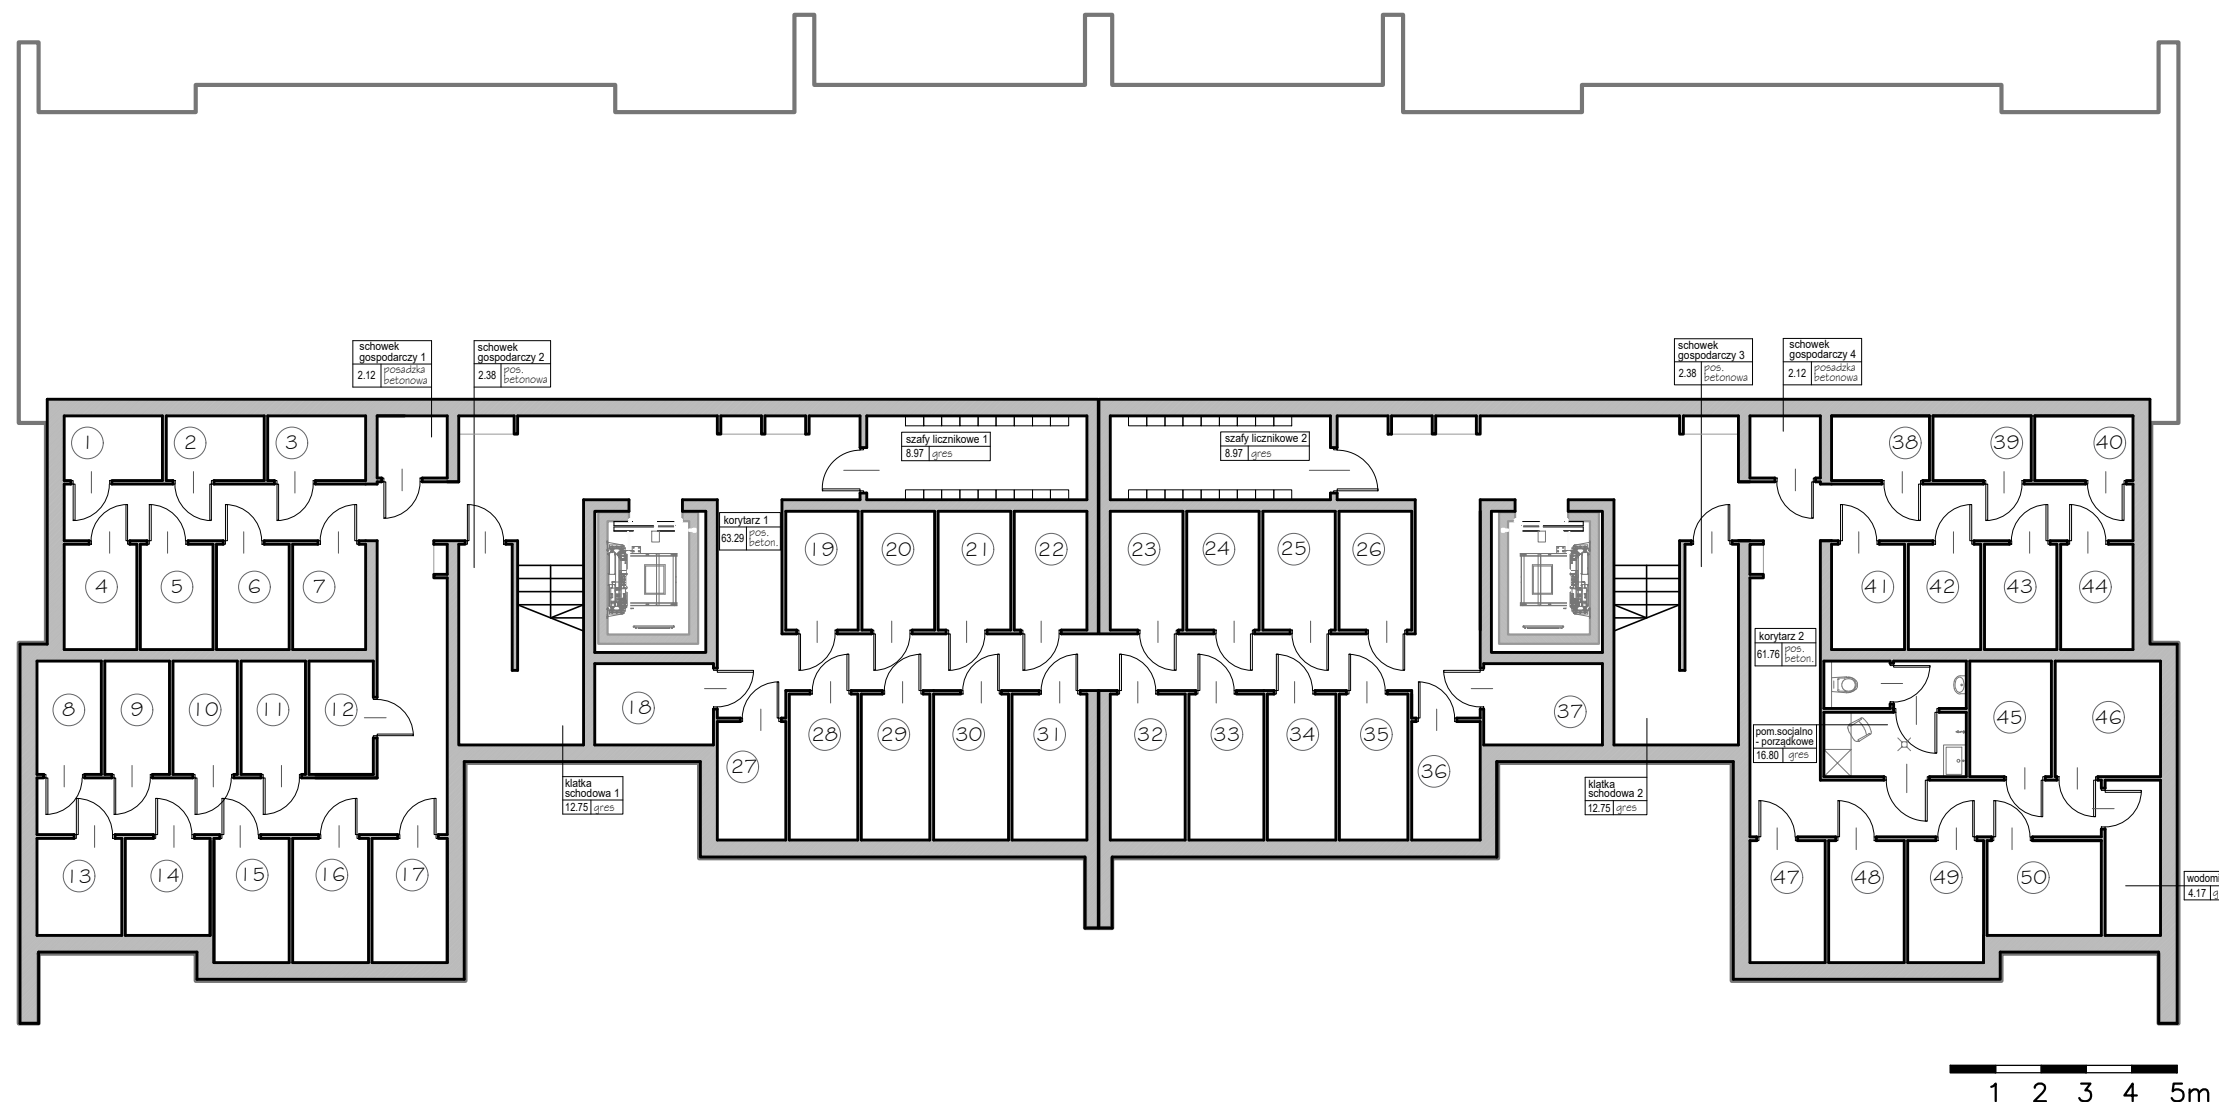 schowek
gospodarczy 1
2.12 posadzka
betonowa
schowek
gospodarczy 2
2.38 pos.
betonowa
schowek
gospodarczy 3
2.38 pos.
betonowa
schowek
gospodarczy 4
2.12 posadzka
betonowa
1 2 3
szafy licznikowe 1
8.97 gres
szafy licznikowe 2
8.97 gres
38 39 40
korytarz 1
63.29 pos.
beton.
19 20 21 22 23 24 25 26
4 5 6 7
41 42 43 44
korytarz 2
61.76 pos.
beton.
8 9 10 11 12
18
37
45 46
28 29 30 31 32 33 34 35
pom.socjalno
- porządkowe
16.80 gres
27
36
klatka
schodowa 1
12.75 gres
klatka
schodowa 2
12.75 gres
13 14 15 16 17
47 48 49 50
wodomi
4.17 g
1 2 3 4 5m